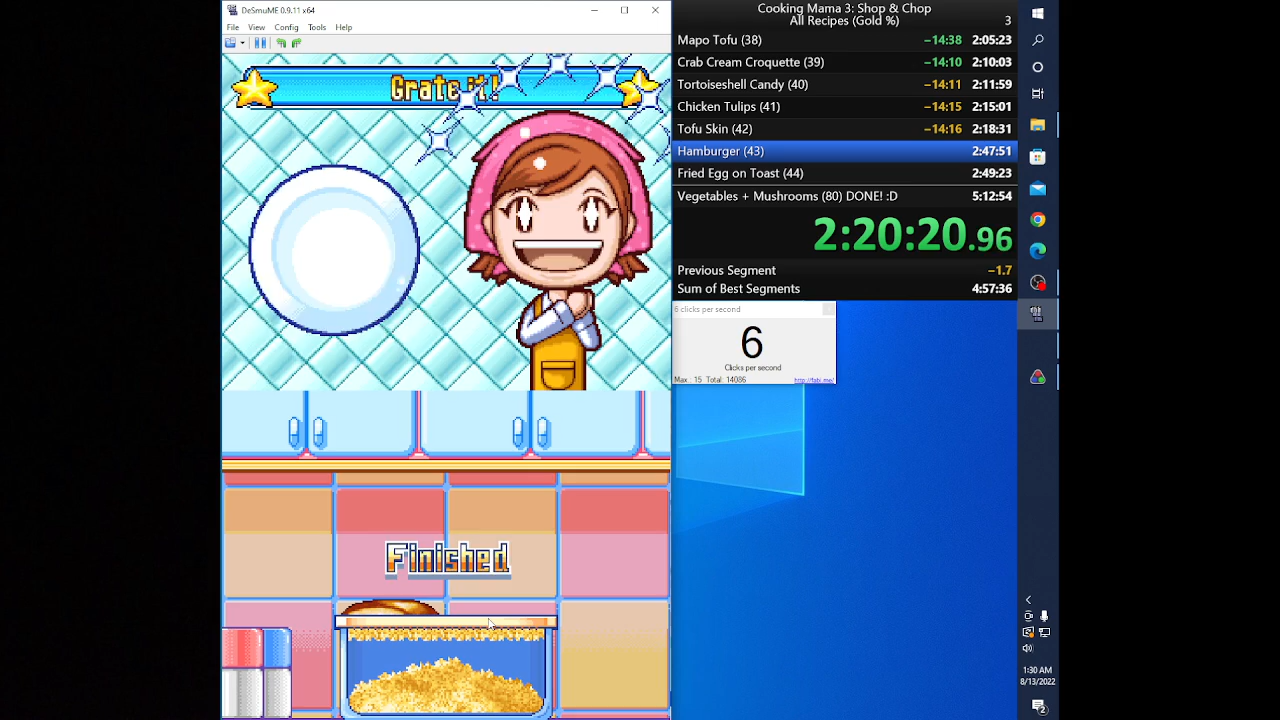 DeSmuME 0.9.11 x64
File View Config Tools Help
Grate it!
Finished
Cooking Mama 3: Shop & Chop
All Recipes (Gold %)
3
Mapo Tofu (38) −14:38 2:05:23
Crab Cream Croquette (39) −14:10 2:10:03
Tortoiseshell Candy (40) −14:11 2:11:59
Chicken Tulips (41) −14:15 2:15:01
Tofu Skin (42) −14:16 2:18:31
Hamburger (43) 2:47:51
Fried Egg on Toast (44) 2:49:23
Vegetables + Mushrooms (80) DONE! :D 5:12:54
2:20:20.96
Previous Segment −1.7
Sum of Best Segments 4:57:36
6 clicks per second
6
Clicks per second
Max.: 15 Total: 14086 http://fabi.me/
1:30 AM
8/13/2022
2